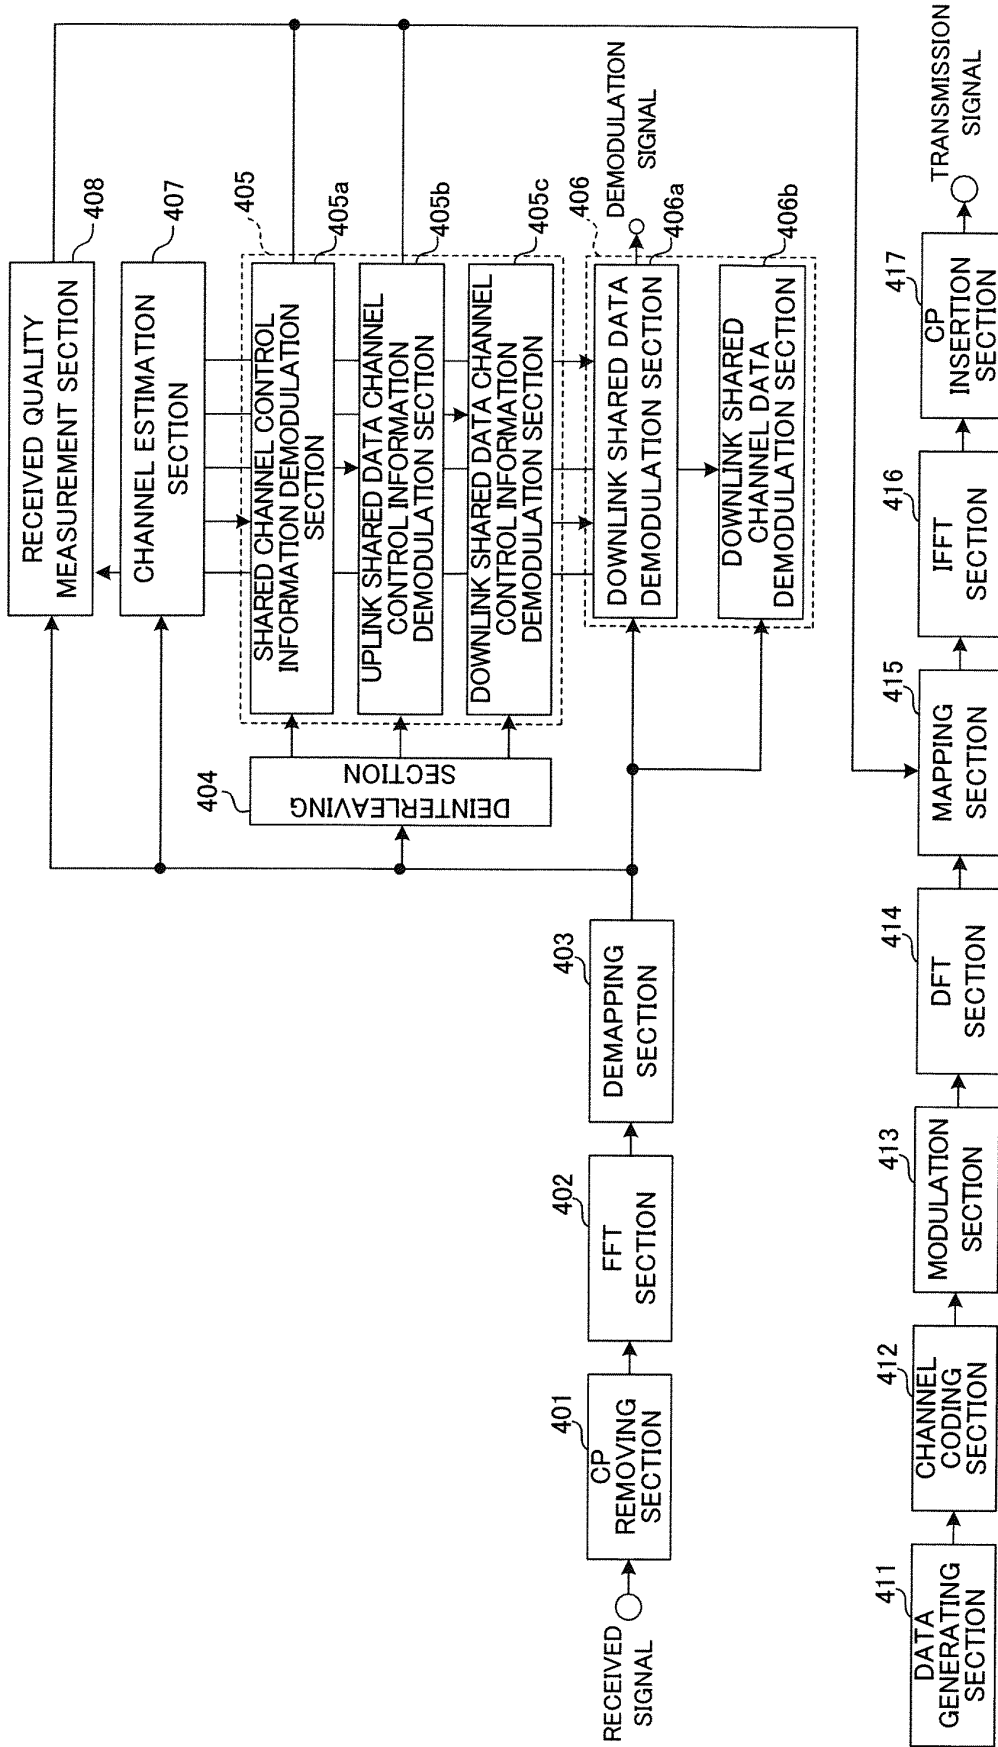 RECEIVED
SIGNAL
401
CP
REMOVING
SECTION
402
FFT
SECTION
403
DEMAPPING
SECTION
404
DEINTERLEAVING
SECTION
408
RECEIVED QUALITY
MEASUREMENT SECTION
407
CHANNEL ESTIMATION
SECTION
405
405a
SHARED CHANNEL CONTROL
INFORMATION DEMODULATION
SECTION
405b
UPLINK SHARED DATA CHANNEL
CONTROL INFORMATION
DEMODULATION SECTION
405c
DOWNLINK SHARED DATA CHANNEL
CONTROL INFORMATION
DEMODULATION SECTION
406
DEMODULATION
SIGNAL
406a
DOWNLINK SHARED DATA
DEMODULATION SECTION
406b
DOWNLINK SHARED
CHANNEL DATA
DEMODULATION SECTION
411
DATA
GENERATING
SECTION
412
CHANNEL
CODING
SECTION
413
MODULATION
SECTION
414
DFT
SECTION
415
MAPPING
SECTION
416
IFFT
SECTION
417
CP
INSERTION
SECTION
TRANSMISSION
SIGNAL